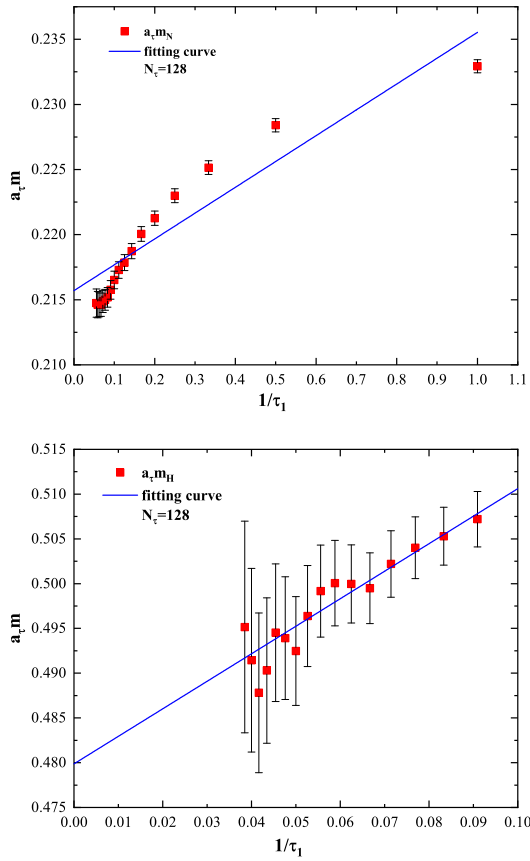 a_τ m_N
fitting curve
N_τ=128
0.235
0.230
0.225
0.220
0.215
0.210
a_τ m
0.0 0.1 0.2 0.3 0.4 0.5 0.6 0.7 0.8 0.9 1.0 1.1
1/τ_1
a_τ m_H
fitting curve
N_τ=128
0.515
0.510
0.505
0.500
0.495
0.490
0.485
0.480
0.475
a_τ m
0.00 0.01 0.02 0.03 0.04 0.05 0.06 0.07 0.08 0.09 0.10
1/τ_1